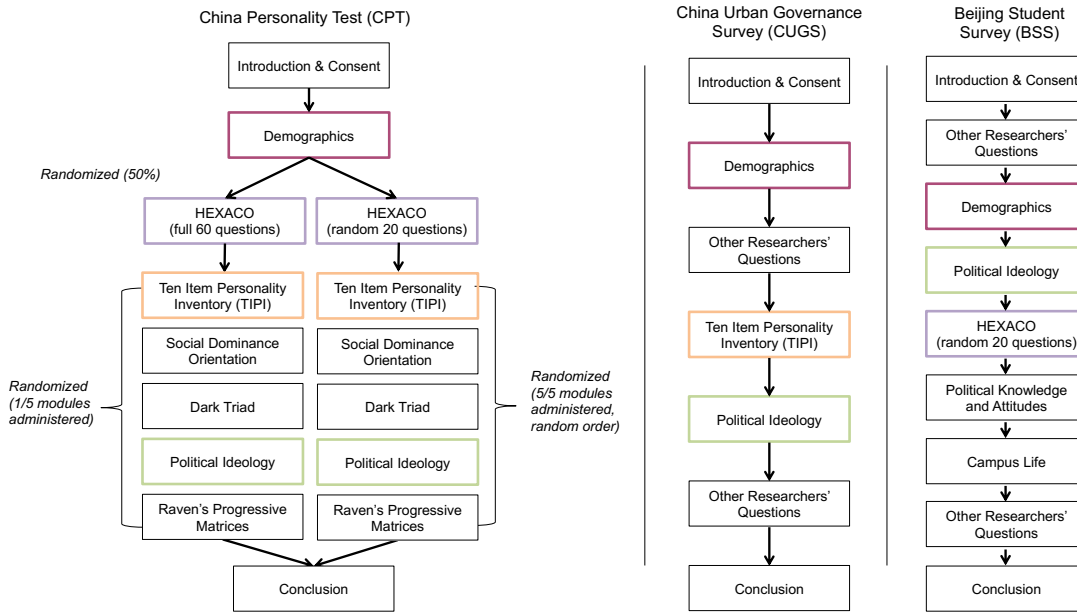 China Personality Test (CPT)
Introduction & Consent
Demographics
Randomized (50%)
HEXACO
(full 60 questions)
HEXACO
(random 20 questions)
Ten Item Personality
Inventory (TIPI)
Ten Item Personality
Inventory (TIPI)
Social Dominance
Orientation
Social Dominance
Orientation
Randomized
(1/5 modules
administered)
Dark Triad
Dark Triad
Randomized
(5/5 modules
administered,
random order)
Political Ideology
Political Ideology
Raven's Progressive
Matrices
Raven's Progressive
Matrices
Conclusion
China Urban Governance
Survey (CUGS)
Introduction & Consent
Demographics
Other Researchers'
Questions
Ten Item Personality
Inventory (TIPI)
Political Ideology
Other Researchers'
Questions
Conclusion
Beijing Student
Survey (BSS)
Introduction & Consent
Other Researchers'
Questions
Demographics
Political Ideology
HEXACO
(random 20 questions)
Political Knowledge
and Attitudes
Campus Life
Other Researchers'
Questions
Conclusion